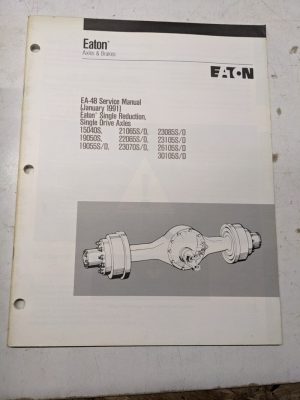 Eaton®
Axles & Brakes
EATON
EA-48 Service Manual
(January 1991)
Eaton® Single Reduction,
Single Drive Axles
15040S, 21065S/D, 23085S/D
19050S, 22065S/D, 23105S/D
19055S/D, 23070S/D, 26105S/D
30105S/D